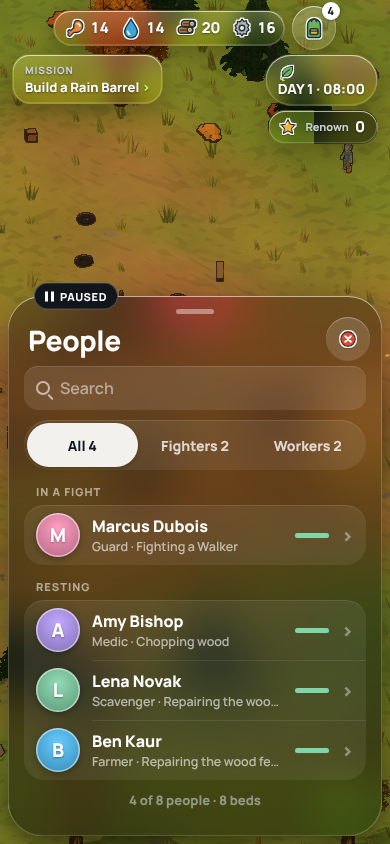 14 14 20 16
4
MISSION
Build a Rain Barrel ›
DAY 1 · 08:00
Renown 0
PAUSED
People
Search
All 4 Fighters 2 Workers 2
IN A FIGHT
M
Marcus Dubois
Guard · Fighting a Walker
RESTING
A
Amy Bishop
Medic · Chopping wood
L
Lena Novak
Scavenger · Repairing the woo…
B
Ben Kaur
Farmer · Repairing the wood fe…
4 of 8 people · 8 beds